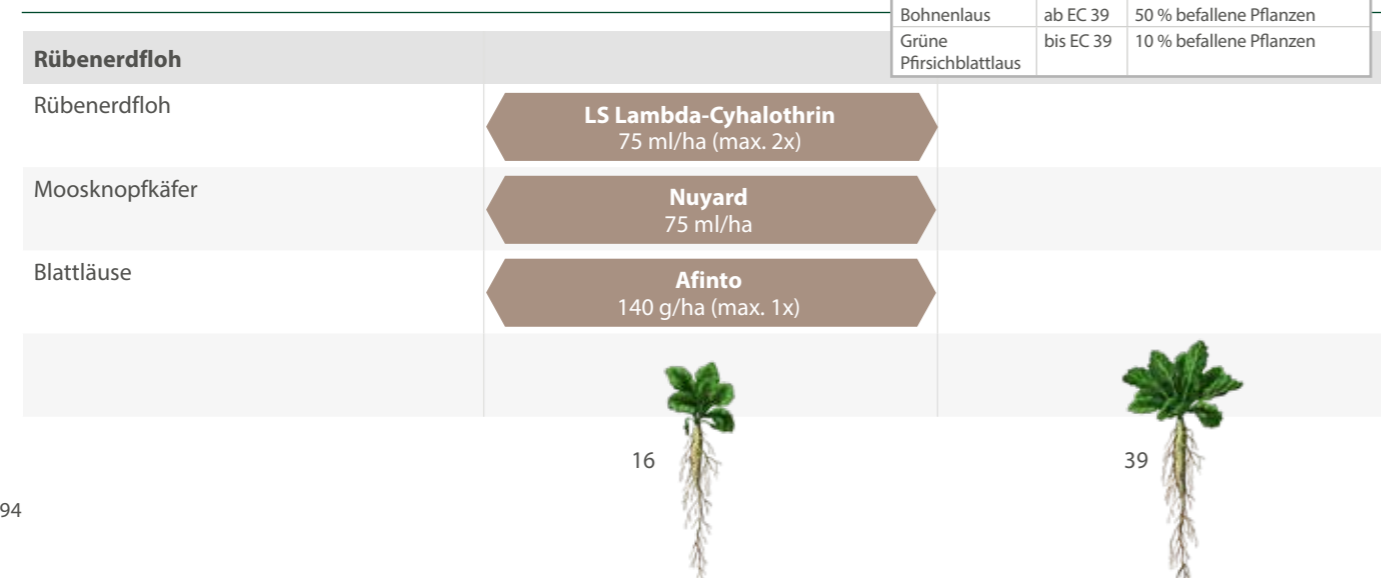 Bohnenlaus ab EC 39 50 % befallene Pflanzen
Grüne bis EC 39 10 % befallene Pflanzen
Pfirsichblattlaus
Rübenerdfloh
Rübenerdfloh
LS Lambda-Cyhalothrin
75 ml/ha (max. 2x)
Moosknopfkäfer
Nuyard
75 ml/ha
Blattläuse
Afinto
140 g/ha (max. 1x)
16 39
94